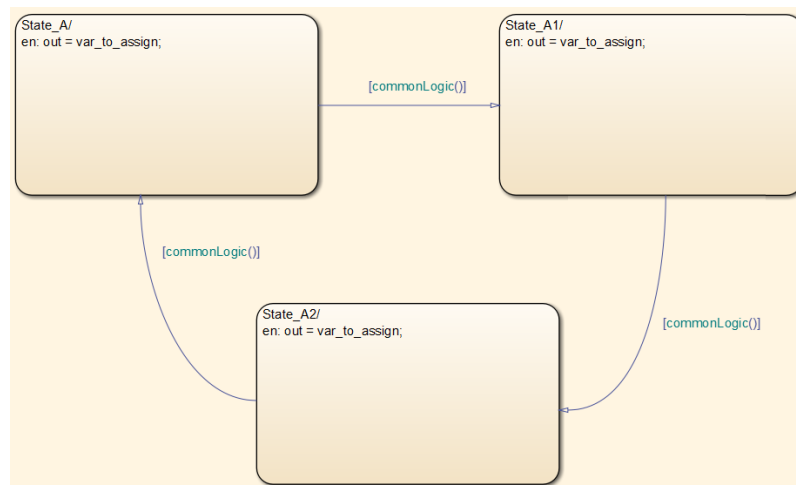 State_A/
en: out = var_to_assign;
State_A1/
en: out = var_to_assign;
[commonLogic()]
[commonLogic()]
State_A2/
en: out = var_to_assign;
[commonLogic()]